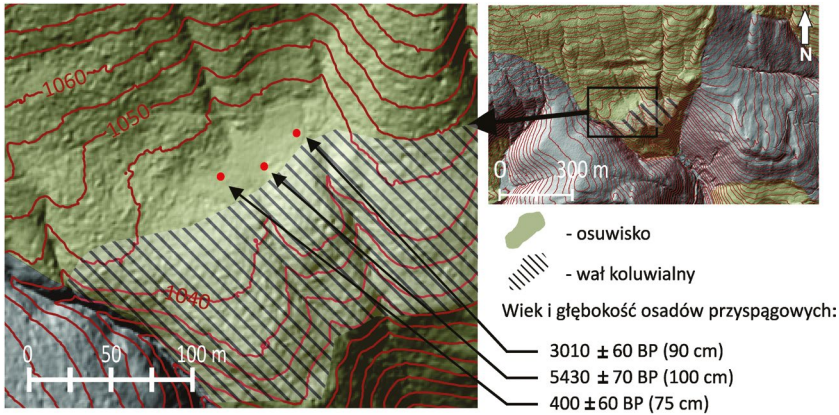 1060
1050
1040
0 50 100 m
N
0 300 m
- osuwisko
- wał koluwialny
Wiek i głębokość osadów przyspągowych:
3010 ± 60 BP (90 cm)
5430 ± 70 BP (100 cm)
400 ± 60 BP (75 cm)